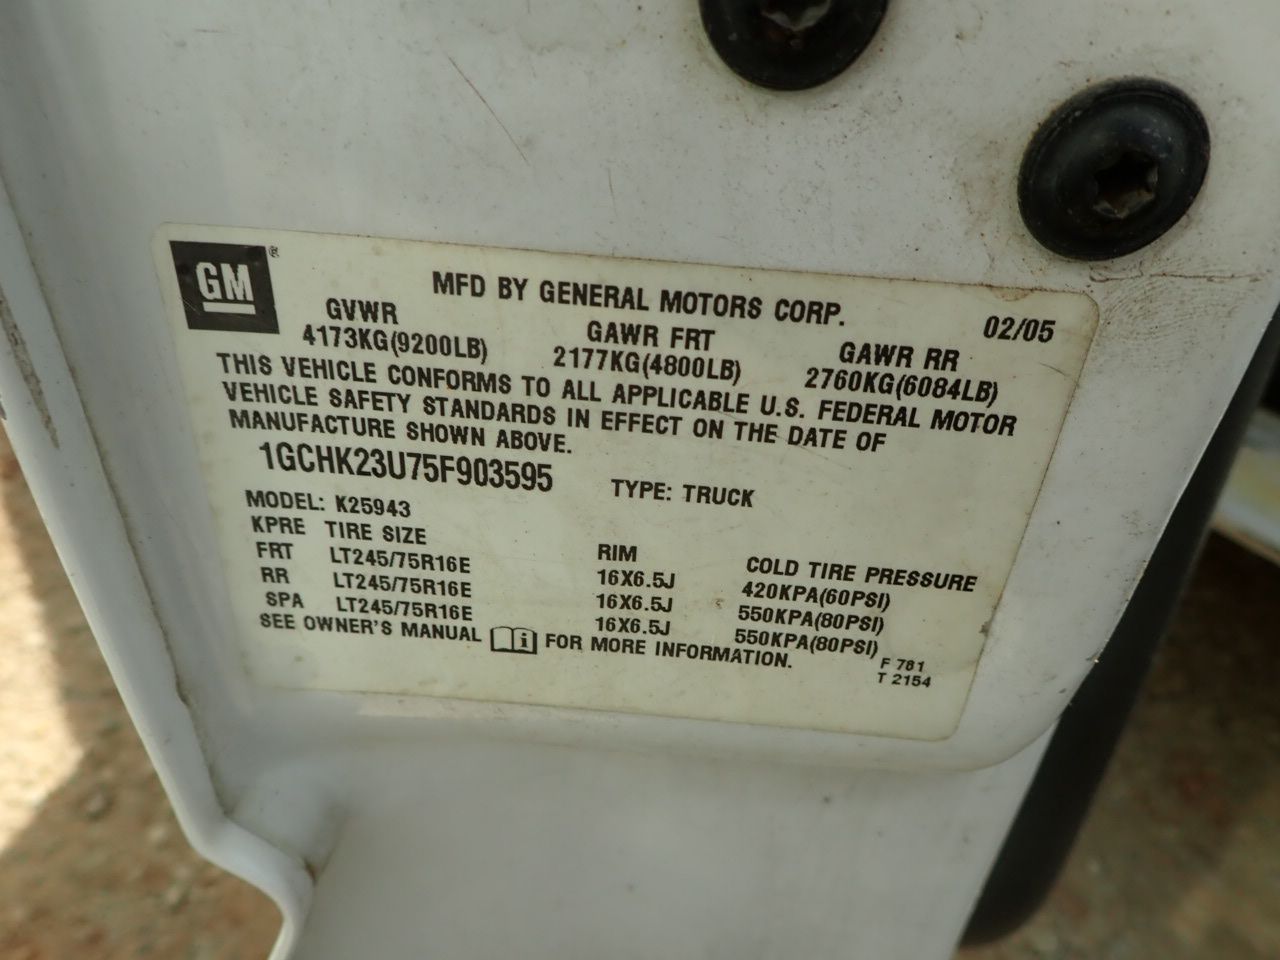 GM®
MFD BY GENERAL MOTORS CORP. 02/05
GVWR GAWR FRT GAWR RR
4173KG(9200LB) 2177KG(4800LB) 2760KG(6084LB)
THIS VEHICLE CONFORMS TO ALL APPLICABLE U.S. FEDERAL MOTOR
VEHICLE SAFETY STANDARDS IN EFFECT ON THE DATE OF
MANUFACTURE SHOWN ABOVE.
1GCHK23U75F903595 TYPE: TRUCK
MODEL: K25943
KPRE TIRE SIZE RIM COLD TIRE PRESSURE
FRT LT245/75R16E 16X6.5J 420KPA(60PSI)
RR LT245/75R16E 16X6.5J 550KPA(80PSI)
SPA LT245/75R16E 16X6.5J 550KPA(80PSI)
SEE OWNER'S MANUAL i FOR MORE INFORMATION.
F 781
T 2154